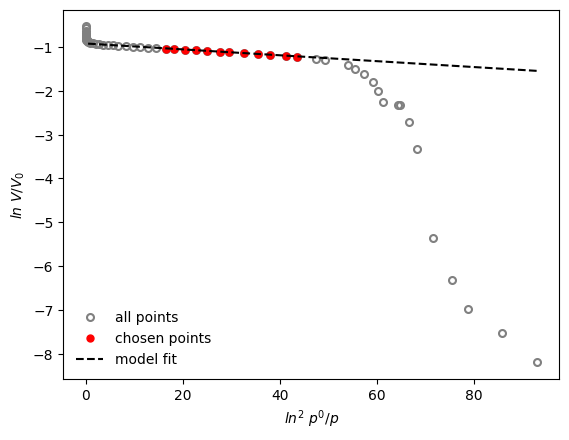 −1
−2
−3
−4
−5
−6
−7
−8
ln V/V₀
all points
chosen points
model fit
0 20 40 60 80
ln² p⁰/p